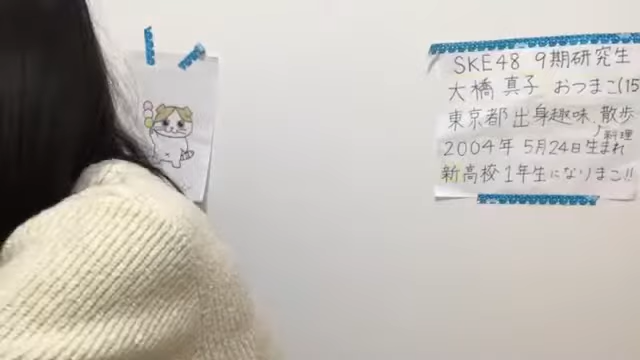 SKE48 9期研究生
大橋真子 おつまこ(15
東京都出身趣味、散歩
料理
2004年 5月24日生まれ
新高校1年生になりまこ!!